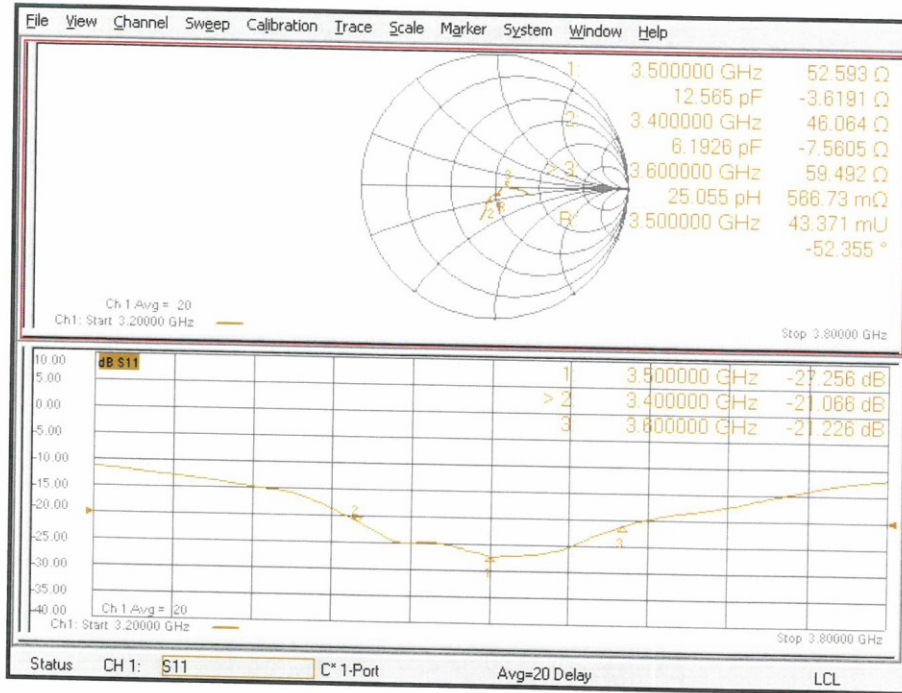 File View Channel Sweep Calibration Trace Scale Marker System Window Help
1: 3.500000 GHz 52.593 Ω
12.565 pF -3.6191 Ω
2: 3.400000 GHz 46.064 Ω
6.1926 pF -7.5605 Ω
> 3: 3.600000 GHz 59.492 Ω
25.055 pH 566.73 mΩ
R: 3.500000 GHz 43.371 mU
-52.355 °
2
R
Ch 1 Avg = 20
Ch1: Start 3.20000 GHz
Stop 3.80000 GHz
10.00
dB S11
5.00
0.00
-5.00
-10.00
-15.00
-20.00
-25.00
-30.00
-35.00
-40.00
1: 3.500000 GHz -27.256 dB
> 2: 3.400000 GHz -21.066 dB
3: 3.600000 GHz -21.226 dB
2
1
3
Ch 1 Avg = 20
Ch1: Start 3.20000 GHz
Stop 3.80000 GHz
Status CH 1: S11 C* 1-Port Avg=20 Delay LCL